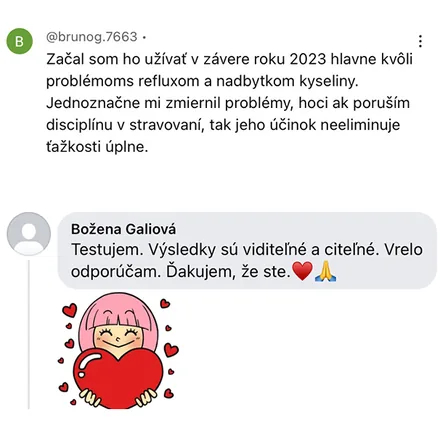 B
@brunog.7663 •
Začal som ho užívať v závere roku 2023 hlavne kvôli
problémoms refluxom a nadbytkom kyseliny.
Jednoznačne mi zmiernil problémy, hoci ak poruším
disciplínu v stravovaní, tak jeho účinok neeliminuje
ťažkosti úplne.
Božena Galiová
Testujem. Výsledky sú viditeľné a citeľné. Vrelo
odporúčam. Ďakujem, že ste.❤️🙏